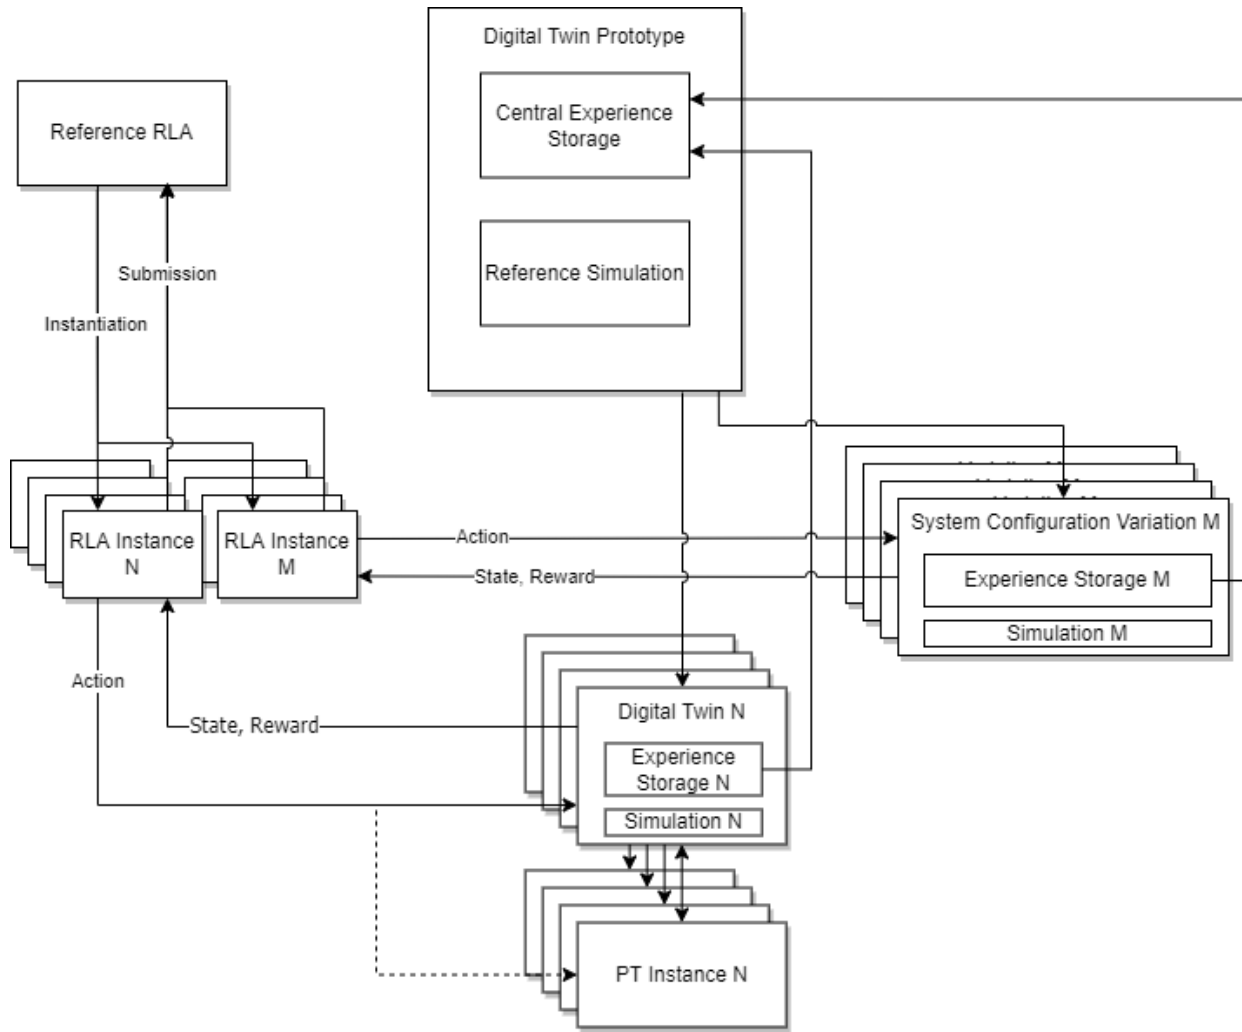 Digital Twin Prototype
Central Experience
Storage
Reference RLA
Reference Simulation
Submission
Instantiation
RLA Instance
N
RLA Instance
M
Action
State, Reward
System Configuration Variation M
Experience Storage M
Simulation M
Action
State, Reward
Digital Twin N
Experience
Storage N
Simulation N
PT Instance N